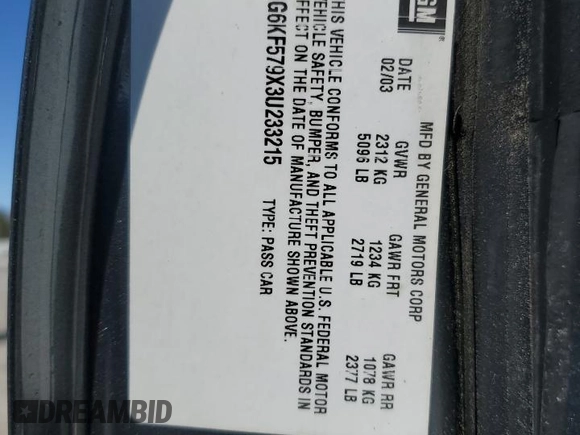 GM
MFD BY GENERAL MOTORS CORP
DATE GVWR GAWR FRT GAWR RR
02/03 2312 KG 1234 KG 1078 KG
5096 LB 2719 LB 2377 LB
THIS VEHICLE CONFORMS TO ALL APPLICABLE U.S. FEDERAL MOTOR
VEHICLE SAFETY, BUMPER, AND THEFT PREVENTION STANDARDS IN
EFFECT ON THE DATE OF MANUFACTURE SHOWN ABOVE.
G6KF579X3U233215 TYPE: PASS CAR
DREAMBID